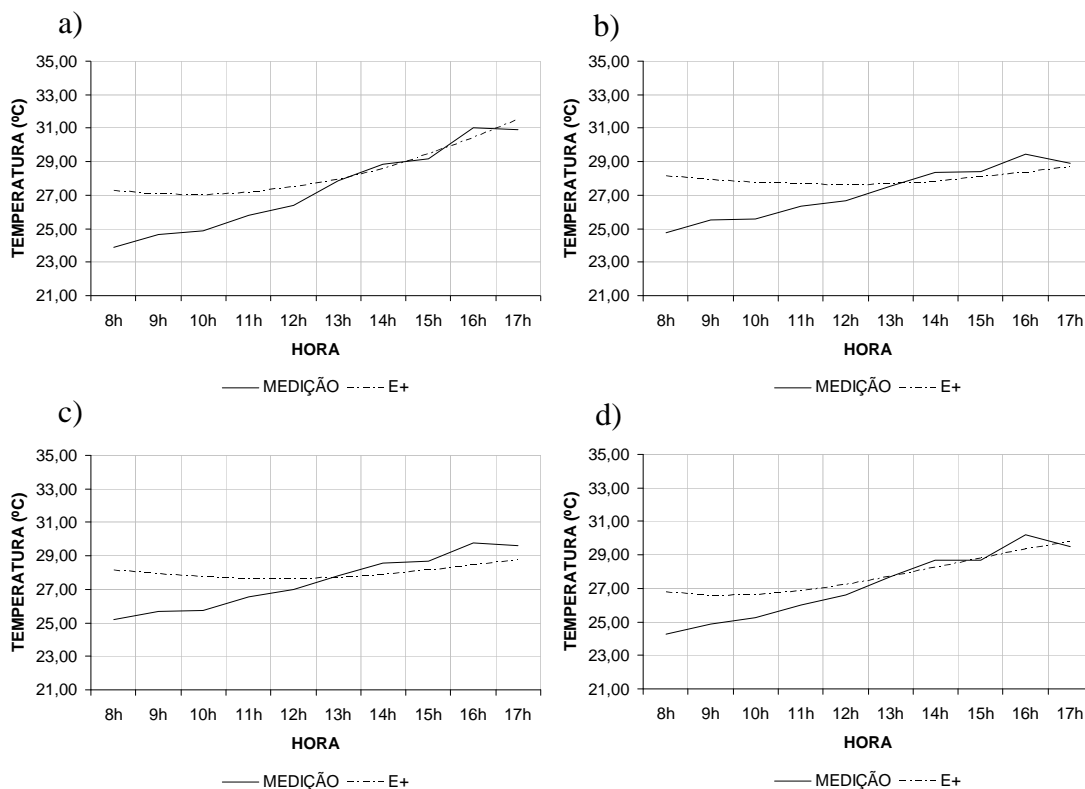 a)
35,00
33,00
31,00
29,00
27,00
25,00
23,00
21,00
TEMPERATURA (ºC)
8h 9h 10h 11h 12h 13h 14h 15h 16h 17h
HORA
MEDIÇÃO E+
b)
35,00
33,00
31,00
29,00
27,00
25,00
23,00
21,00
TEMPERATURA (ºC)
8h 9h 10h 11h 12h 13h 14h 15h 16h 17h
HORA
MEDIÇÃO E+
c)
35,00
33,00
31,00
29,00
27,00
25,00
23,00
21,00
TEMPERATURA (ºC)
8h 9h 10h 11h 12h 13h 14h 15h 16h 17h
HORA
MEDIÇÃO E+
d)
35,00
33,00
31,00
29,00
27,00
25,00
23,00
21,00
TEMPERATURA (ºC)
8h 9h 10h 11h 12h 13h 14h 15h 16h 17h
HORA
MEDIÇÃO E+